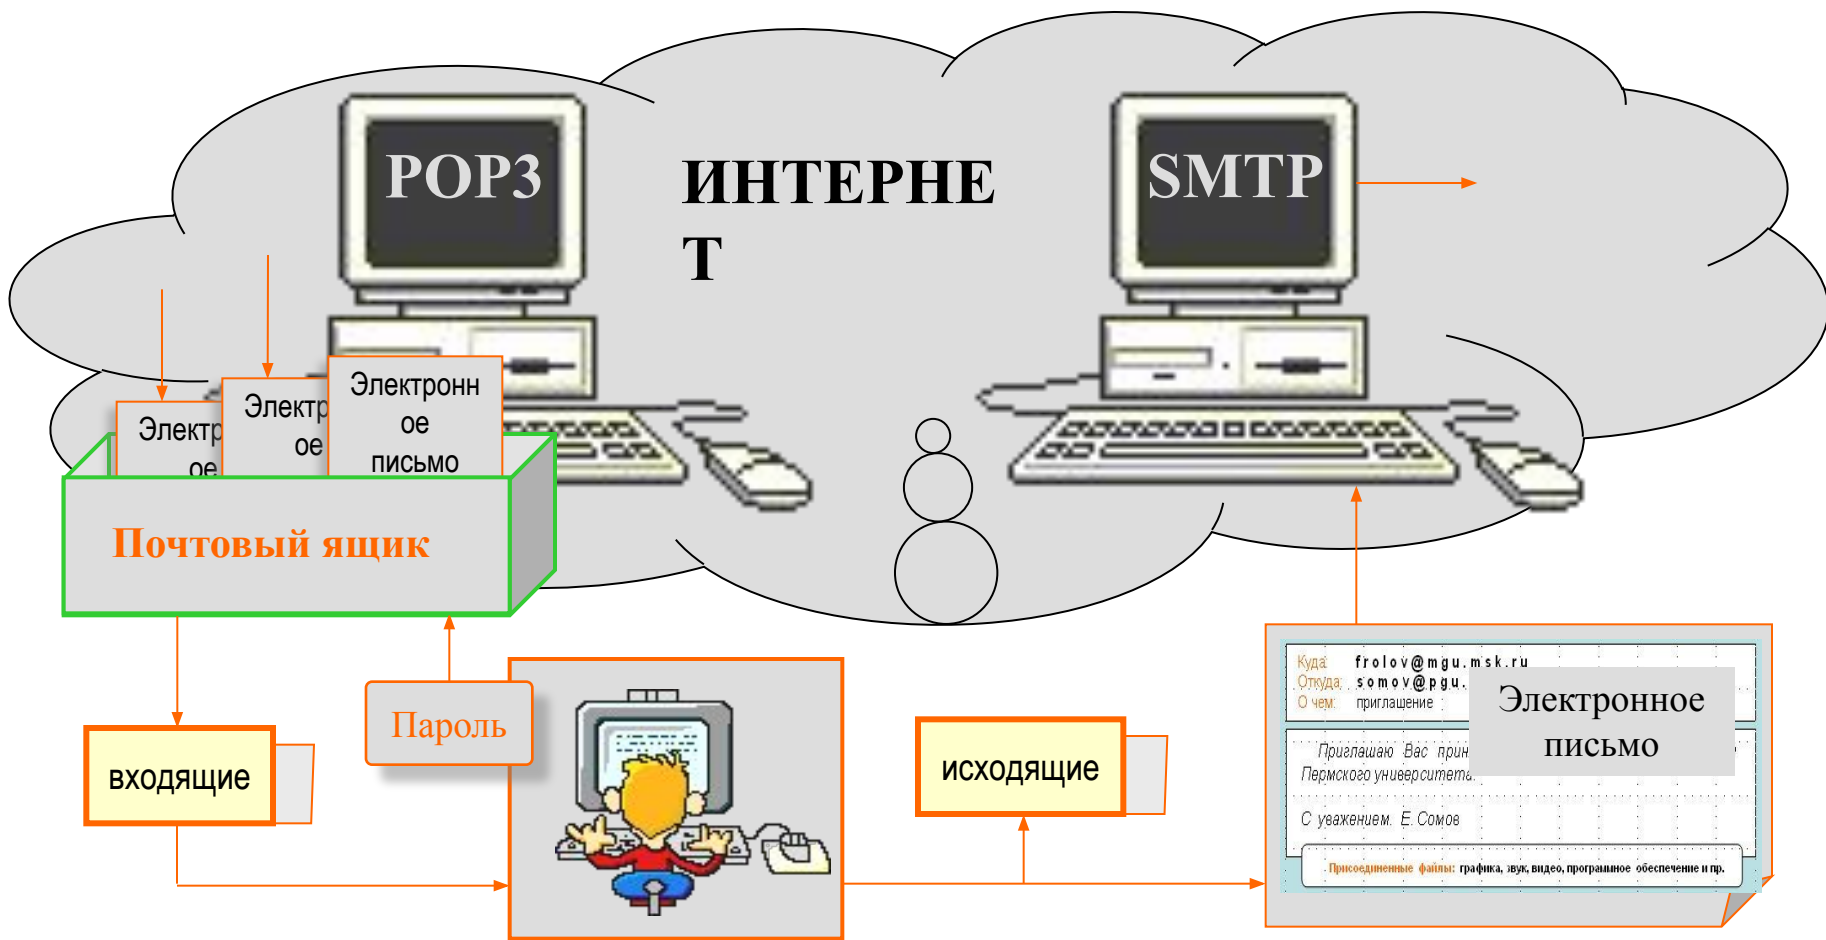 POP3
ИНТЕРНЕ
Т
SMTP
Электр
ое
Электр
ое
Электронн
ое
письмо
Почтовый ящик
Пароль
входящие
исходящие
Куда: frolov@mgu.msk.ru
Откуда: somov@pgu.
О чем: приглашение
Электронное
письмо
Приглашаю Вас прин
Пермского университета.
С уважением. Е. Сомов
Присоединенные файлы: графика, звук, видео, программное обеспечение и пр.